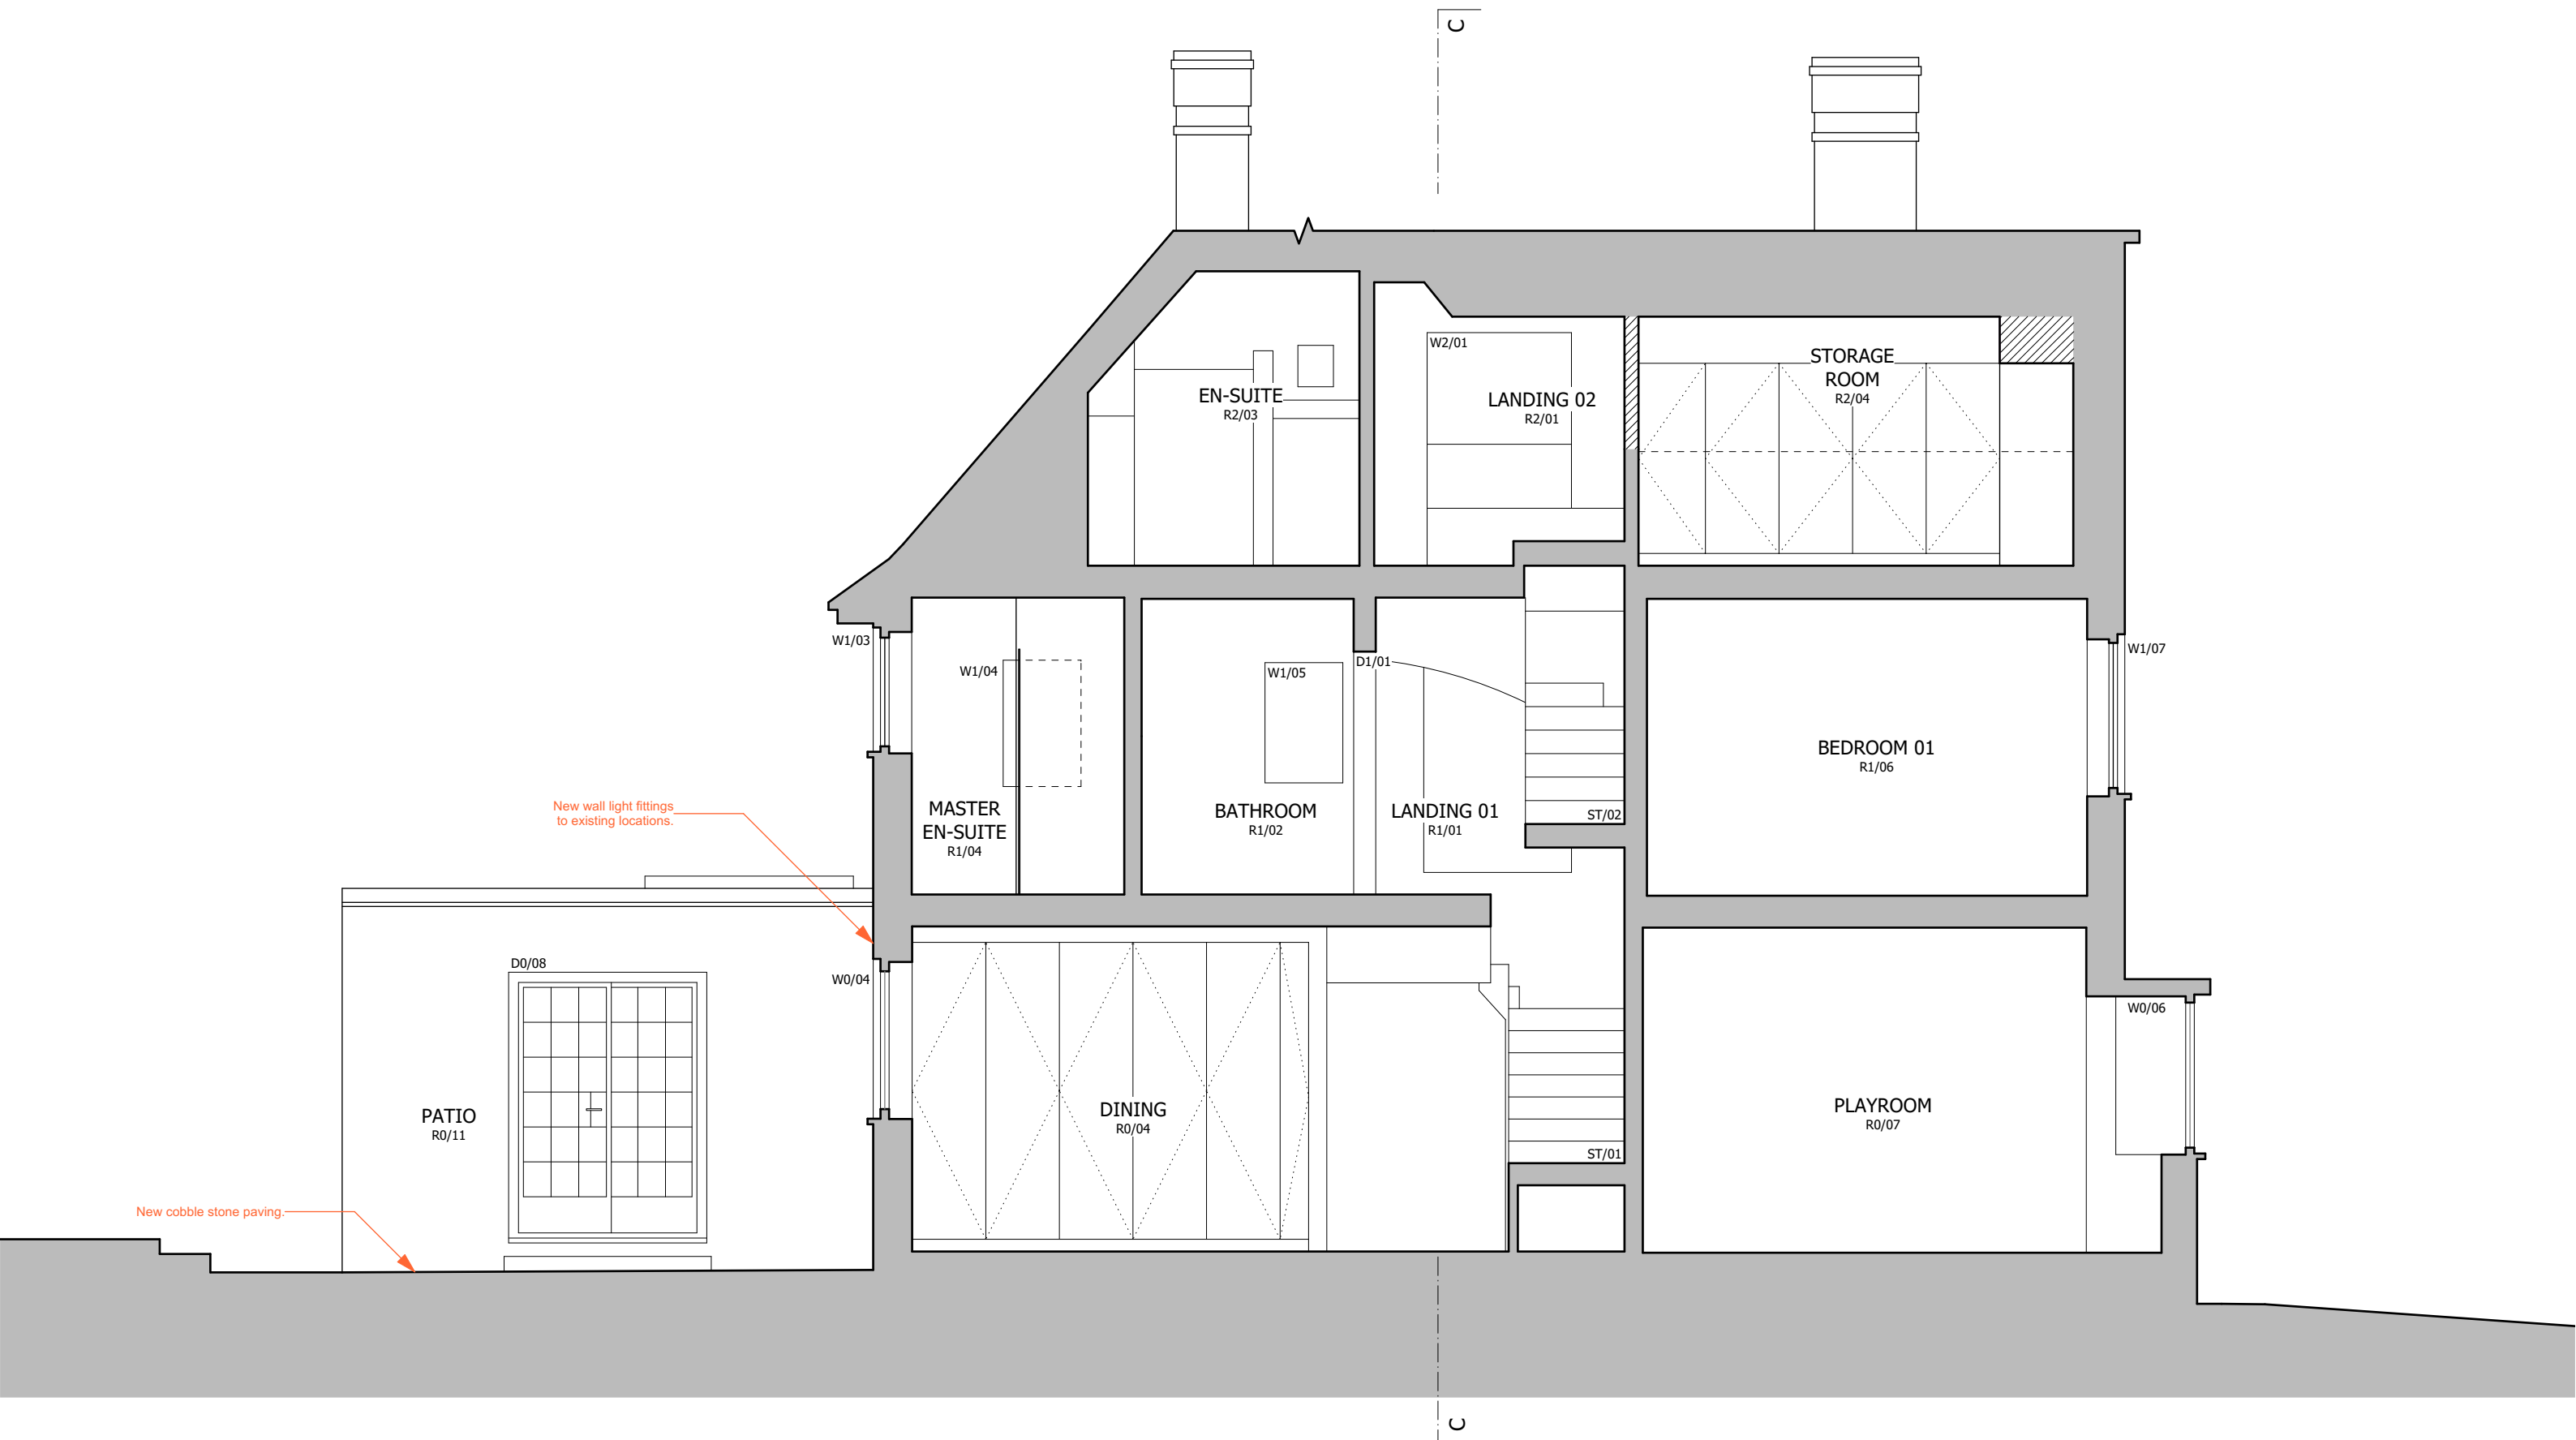 C
W2/01
STORAGE
ROOM
R2/04
EN-SUITE
R2/03
LANDING 02
R2/01
W1/03
W1/04
W1/05
D1/01
W1/07
BEDROOM 01
R1/06
New wall light fittings
to existing locations.
MASTER
EN-SUITE
R1/04
BATHROOM
R1/02
LANDING 01
R1/01
ST/02
D0/08
W0/04
W0/06
PATIO
R0/11
DINING
R0/04
PLAYROOM
R0/07
ST/01
New cobble stone paving.
C